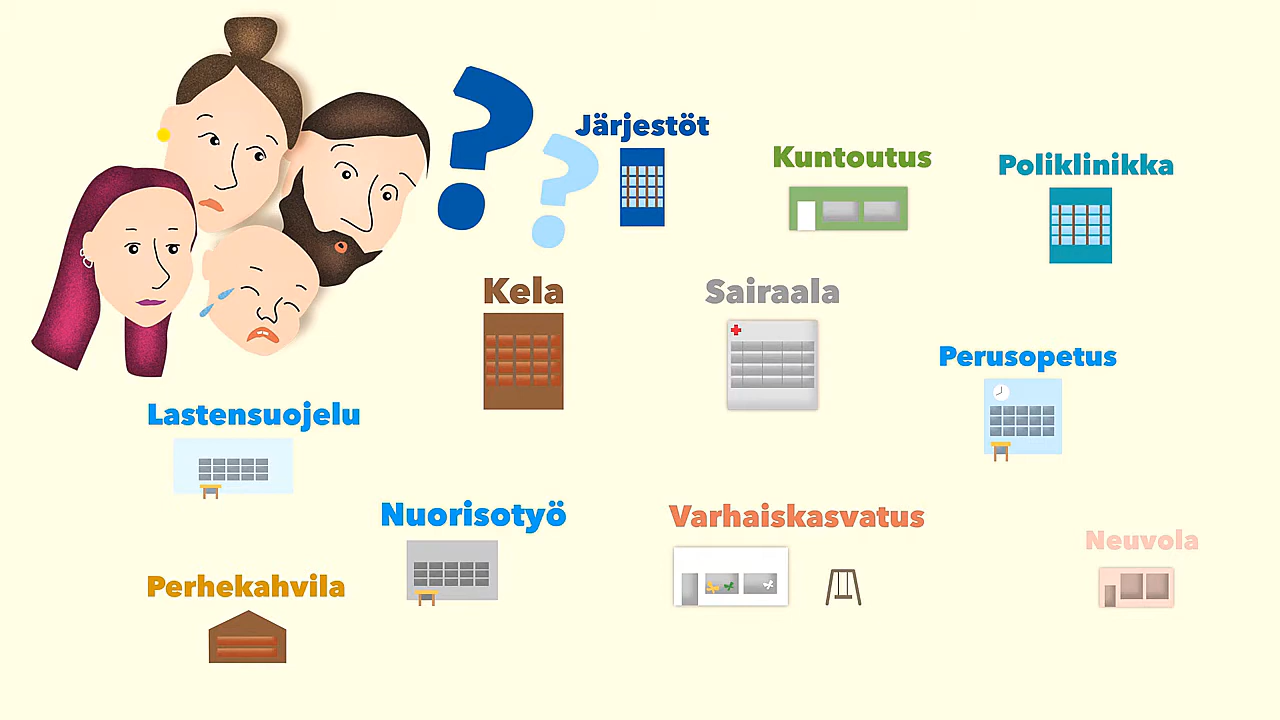 Järjestöt
Kuntoutus
Poliklinikka
Kela
Sairaala
Perusopetus
Lastensuojelu
Nuorisotyö
Varhaiskasvatus
Neuvola
Perhekahvila